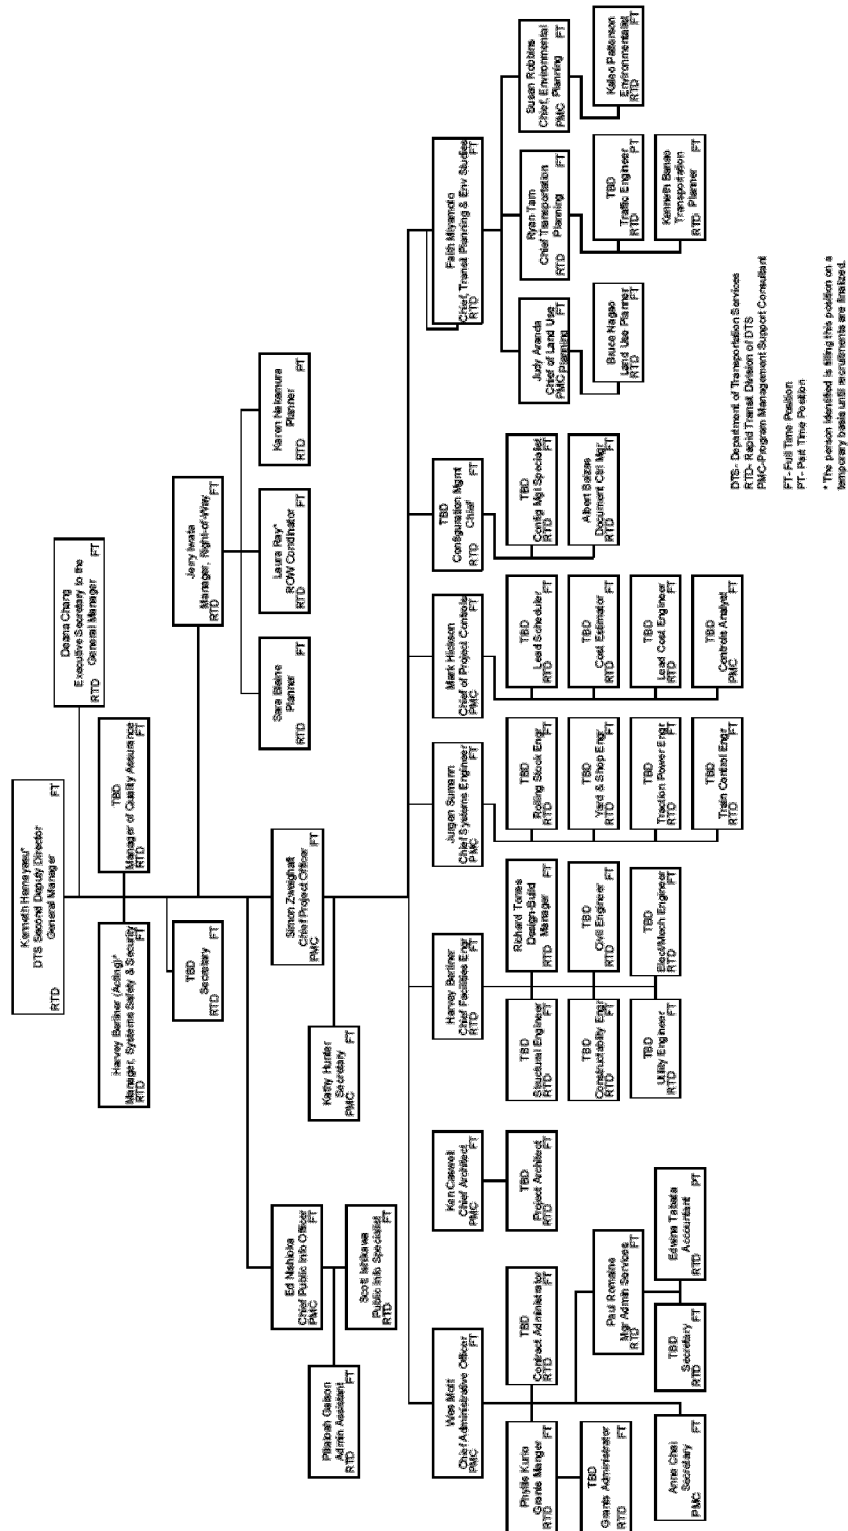 Kenneth Hamayasu*
DTS Second Deputy Director
General Manager
RTD FT
Deana Chang
Executive Secretary to the
General Manager
RTD FT
Harvey Berliner (Acting)*
Manager, Systems Safety & Security
RTD FT
TBD
Manager of Quality Assurance
RTD FT
TBD
Secretary
RTD FT
Jerry Iwata
Manager, Right-of-Way
RTD FT
Sara Blaine
Planner
RTD FT
Laura Ray*
ROW Cordinator
RTD FT
Karen Nakamura
Planner
RTD PT
Ed Nishioka
Chief Public Info Officer
PMC FT
Garson
Admin Assistant
RTD FT
Scott Ishikawa
Public Info Specialist
RTD FT
Simon Zweighaft
Chief Project Officer
PMC FT
Kathy Hunter
Secretary
PMC FT
Wes Mott
Chief Administrative Officer
PMC FT
Phyllis Kurio
Grants Manger
RTD FT
TBD
Contract Administrator
RTD FT
TBD
Grants Administrator
RTD FT
Paul Romaine
Mgr Admin Services
RTD FT
Anne Chai
Secretary
PMC FT
TBD
Secretary
RTD FT
Edwina Tabata
Accountant
RTD PT
Ken Caswell
Chief Architect
PMC FT
TBD
Project Architect
RTD FT
Harvey Berliner
Chief Facilities Engr
RTD FT
TBD
Structural Engineer
RTD FT
Richard Torres
Design-Build
Manager
RTD FT
TBD
Constructability Engr
RTD FT
TBD
Civil Engineer
RTD FT
TBD
Utility Engineer
RTD FT
TBD
Elect/Mech Engineer
RTD FT
Jurgen Sumann
Chief Systems Engineer
PMC FT
TBD
Rolling Stock Engr
RTD FT
TBD
Yard & Shop Engr
RTD FT
TBD
Traction Power Engr
RTD FT
TBD
Train Control Engr
RTD FT
Mark Hickson
Chief of Project Controls
PMC FT
TBD
Lead Scheduler
RTD FT
TBD
Cost Estimator
RTD FT
TBD
Lead Cost Engineer
RTD FT
TBD
Controls Analyst
PMC FT
TBD
Configuration Mgmt
Chief
RTD FT
TBD
Config Mgt Specialist
RTD FT
Albert
Document Ctrl Mgr
RTD FT
Faith Miyamoto
Chief, Transit Planning & Env Studies
RTD FT
Judy Aranda
Chief of Land Use
PMC Planning FT
Bruce Nagao
Land Use Planner
RTD FT
Ryan Tam
Chief Transportation
Planning
RTD FT
TBD
Traffic Engineer
RTD PT
Kenneth Banao
Transportation
Planner
RTD FT
Susan Robbins
Chief, Environmental
PMC Planning FT
Kaleo Patterson
Environmentalist
RTD FT
DTS- Department of Transportation Services
RTD- Rapid Transit Division of DTS
PMC-Program Management Support Consultant
FT- Full Time Position
PT- Part Time Position
* The person identified is filling this position on a
temporary basis until recruitments are finalized.